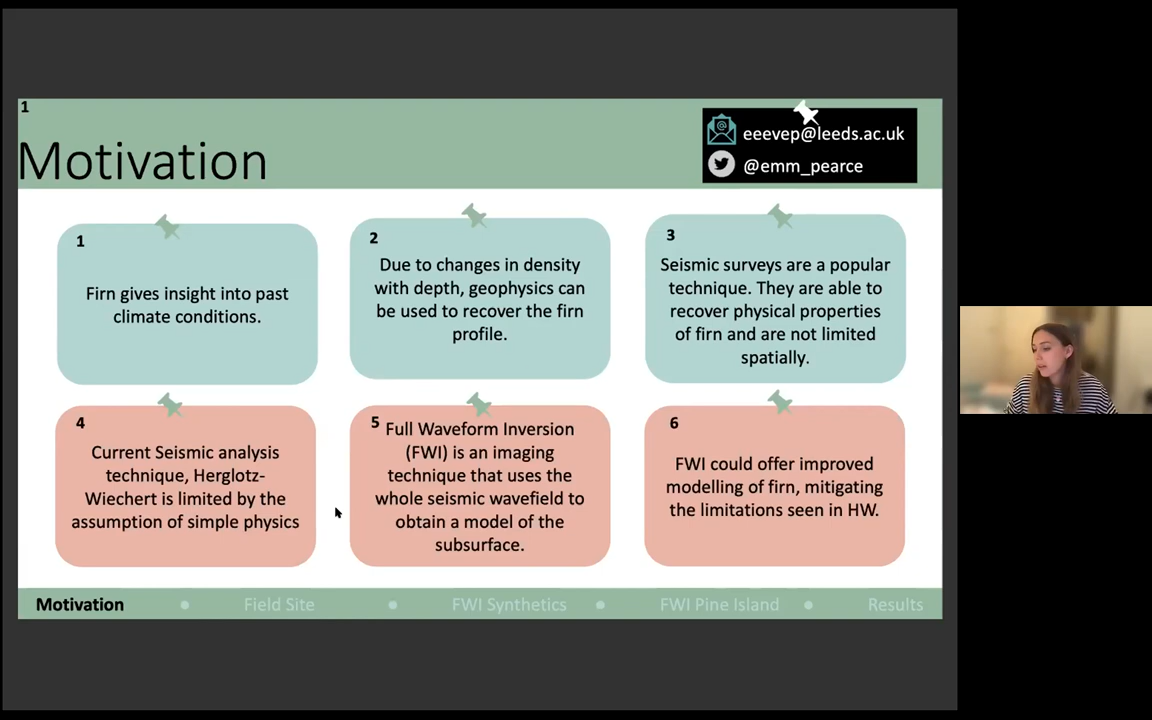 1
Motivation
eeevep@leeds.ac.uk
@emm_pearce
1
Firn gives insight into past
climate conditions.
2
Due to changes in density
with depth, geophysics can
be used to recover the firn
profile.
3
Seismic surveys are a popular
technique. They are able to
recover physical properties
of firn and are not limited
spatially.
4
Current Seismic analysis
technique, Herglotz-
Wiechert is limited by the
assumption of simple physics
5
Full Waveform Inversion
(FWI) is an imaging
technique that uses the
whole seismic wavefield to
obtain a model of the
subsurface.
6
FWI could offer improved
modelling of firn, mitigating
the limitations seen in HW.
Motivation
Field Site
FWI Synthetics
FWI Pine Island
Results